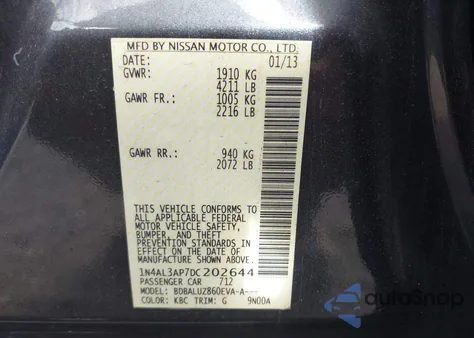 MFD BY NISSAN MOTOR CO., LTD.
DATE: 01/13
GVWR: 1910 KG
4211 LB
GAWR FR.: 1005 KG
2216 LB
GAWR RR.: 940 KG
2072 LB
THIS VEHICLE CONFORMS TO
ALL APPLICABLE FEDERAL
MOTOR VEHICLE SAFETY,
BUMPER, AND THEFT
PREVENTION STANDARDS IN
EFFECT ON THE DATE OF
MANUFACTURE SHOWN ABOVE.
1N4AL3AP7DC202644
PASSENGER CAR 712
MODEL: BDBALUZ860EVA-A---
COLOR: KBC TRIM: G 9N00A
autoSnap